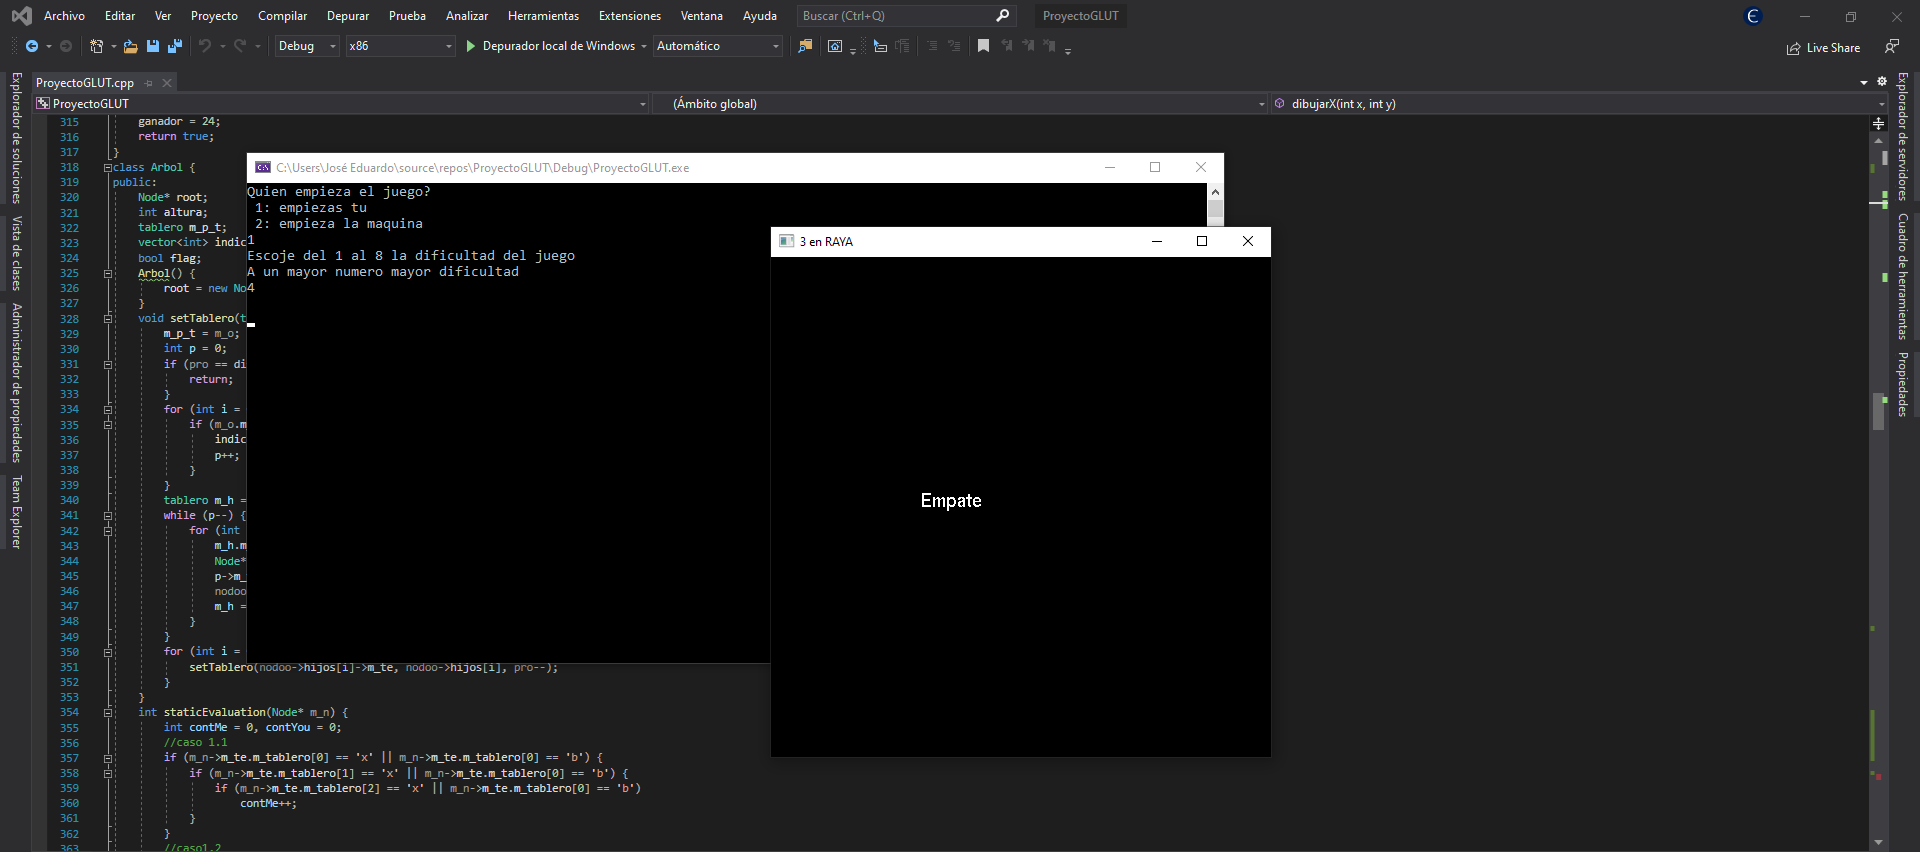 Archivo Editar Ver Proyecto Compilar Depurar Prueba Analizar Herramientas Extensiones Ventana Ayuda Buscar (Ctrl+Q) ProyectoGLUT Є
Debug x86 Depurador local de Windows Automático Live Share
ProyectoGLUT.cpp
ProyectoGLUT (Ámbito global) dibujarX(int x, int y)
Explorador de soluciones
Vista de clases
Administrador de propiedades
Team Explorer
315 ganador = 24;
316 return true;
317 }
318 class Arbol {
319 public:
320 Node* root;
321 int altura;
322 tablero m_p_t;
323 vector<int> indic
324 bool flag;
325 Arbol() {
326 root = new No
327 }
328 void setTablero(t
329 m_p_t = m_o;
330 int p = 0;
331 if (pro == di
332 return;
333 }
334 for (int i =
335 if (m_o.m
336 indic
337 p++;
338 }
339 }
340 tablero m_h =
341 while (p--) {
342 for (int
343 m_h.m
344 Node*
345 p->m_
346 nodoo
347 m_h =
348 }
349 }
350 for (int i =
351 setTablero(nodoo->hijos[i]->m_te, nodoo->hijos[i], pro--);
352 }
353 }
354 int staticEvaluation(Node* m_n) {
355 int contMe = 0, contYou = 0;
356 //caso 1.1
357 if (m_n->m_te.m_tablero[0] == 'x' || m_n->m_te.m_tablero[0] == 'b') {
358 if (m_n->m_te.m_tablero[1] == 'x' || m_n->m_te.m_tablero[0] == 'b') {
359 if (m_n->m_te.m_tablero[2] == 'x' || m_n->m_te.m_tablero[0] == 'b')
360 contMe++;
361 }
362 }
363 //caso1.2
C:\Users\José Eduardo\source\repos\ProyectoGLUT\Debug\ProyectoGLUT.exe
Quien empieza el juego?
1: empiezas tu
2: empieza la maquina
1
Escoje del 1 al 8 la dificultad del juego
A un mayor numero mayor dificultad
4
3 en RAYA
Empate
Explorador de servidores
Cuadro de herramientas
Propiedades